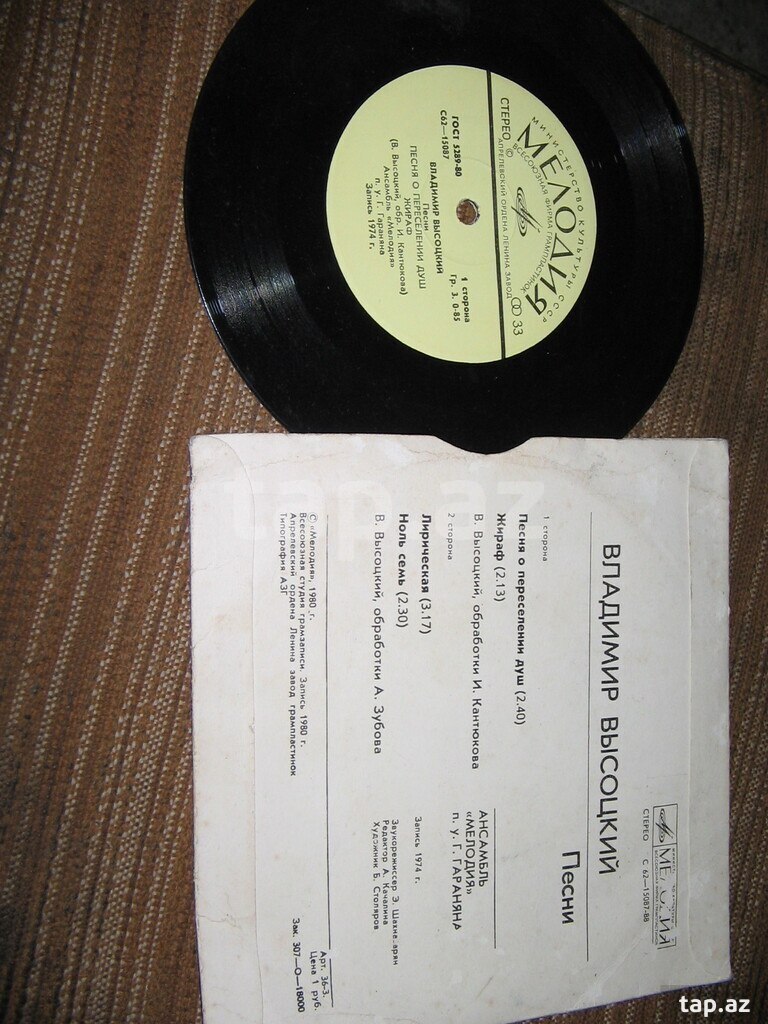 МИНИСТЕРСТВО КУЛЬТУРЫ СССР
МЕЛОДИЯ
ВСЕСОЮЗНАЯ ФИРМА ГРАМПЛАСТИНОК
АПРЕЛЕВСКИЙ ОРДЕНА ЛЕНИНА ЗАВОД
СТЕРЕО
33
ГОСТ 5289-80
С62—15087
1 сторона
Гр. 3. 0-85
ВЛАДИМИР ВЫСОЦКИЙ
Песни
ПЕСНЯ О ПЕРЕСЕЛЕНИИ ДУШ
ЖИРАФ
(В. Высоцкий, обр. И. Кантюкова)
Ансамбль «Мелодия»
п. у. Г. Гараняна
Запись 1974 г.
МЕЛОДИЯ
СТЕРЕО С 62—15087-88
ВЛАДИМИР ВЫСОЦКИЙ
Песни
1 сторона
Песня о переселении душ (2.40)
Жираф (2.13)
В. Высоцкий, обработки И. Кантюкова
2 сторона
Лирическая (3.17)
Ноль семь (2.30)
В. Высоцкий, обработки А. Зубова
АНСАМБЛЬ
«МЕЛОДИЯ»
п. у. Г. ГАРАНЯНА
Запись 1974 г.
Звукорежиссер Э. Шахназарян
Редактор А. Качалина
Художник Б. Столяров
© «Мелодия», 1980 г.
Всесоюзная студия грамзаписи. Запись 1980 г.
Апрелевский ордена Ленина завод грампластинок
Типография АЗГ
Арт. 36-3.
Цена 1 руб.
Зак. 307—О—18000
tap.az
tap.az